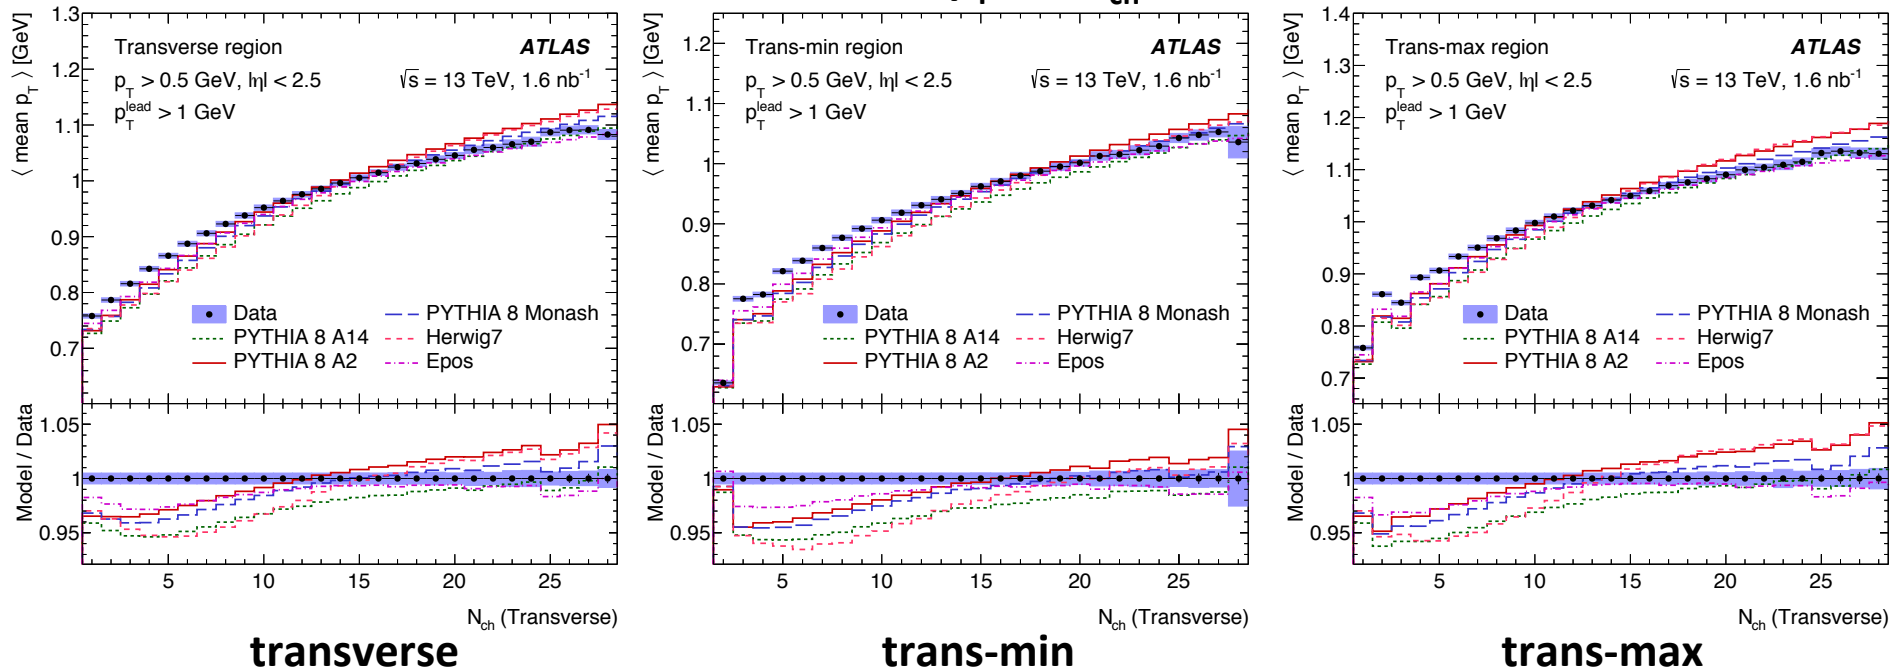 Transverse region ATLAS
p_T > 0.5 GeV, |η| < 2.5 √s = 13 TeV, 1.6 nb⁻¹
p_T^lead > 1 GeV
⟨ mean p_T ⟩ [GeV]
1.3
1.2
1.1
1
0.9
0.8
0.7
Data
PYTHIA 8 A14
PYTHIA 8 A2
PYTHIA 8 Monash
Herwig7
Epos
Model / Data
1.05
1
0.95
5 10 15 20 25
N_ch (Transverse)
transverse
Trans-min region ATLAS
p_T > 0.5 GeV, |η| < 2.5 √s = 13 TeV, 1.6 nb⁻¹
p_T^lead > 1 GeV
⟨ mean p_T ⟩ [GeV]
1.2
1.1
1
0.9
0.8
0.7
Data
PYTHIA 8 A14
PYTHIA 8 A2
PYTHIA 8 Monash
Herwig7
Epos
Model / Data
1.05
1
0.95
5 10 15 20 25
N_ch (Transverse)
trans-min
Trans-max region ATLAS
p_T > 0.5 GeV, |η| < 2.5 √s = 13 TeV, 1.6 nb⁻¹
p_T^lead > 1 GeV
⟨ mean p_T ⟩ [GeV]
1.4
1.3
1.2
1.1
1
0.9
0.8
0.7
Data
PYTHIA 8 A14
PYTHIA 8 A2
PYTHIA 8 Monash
Herwig7
Epos
Model / Data
1.05
1
0.95
5 10 15 20 25
N_ch (Transverse)
trans-max